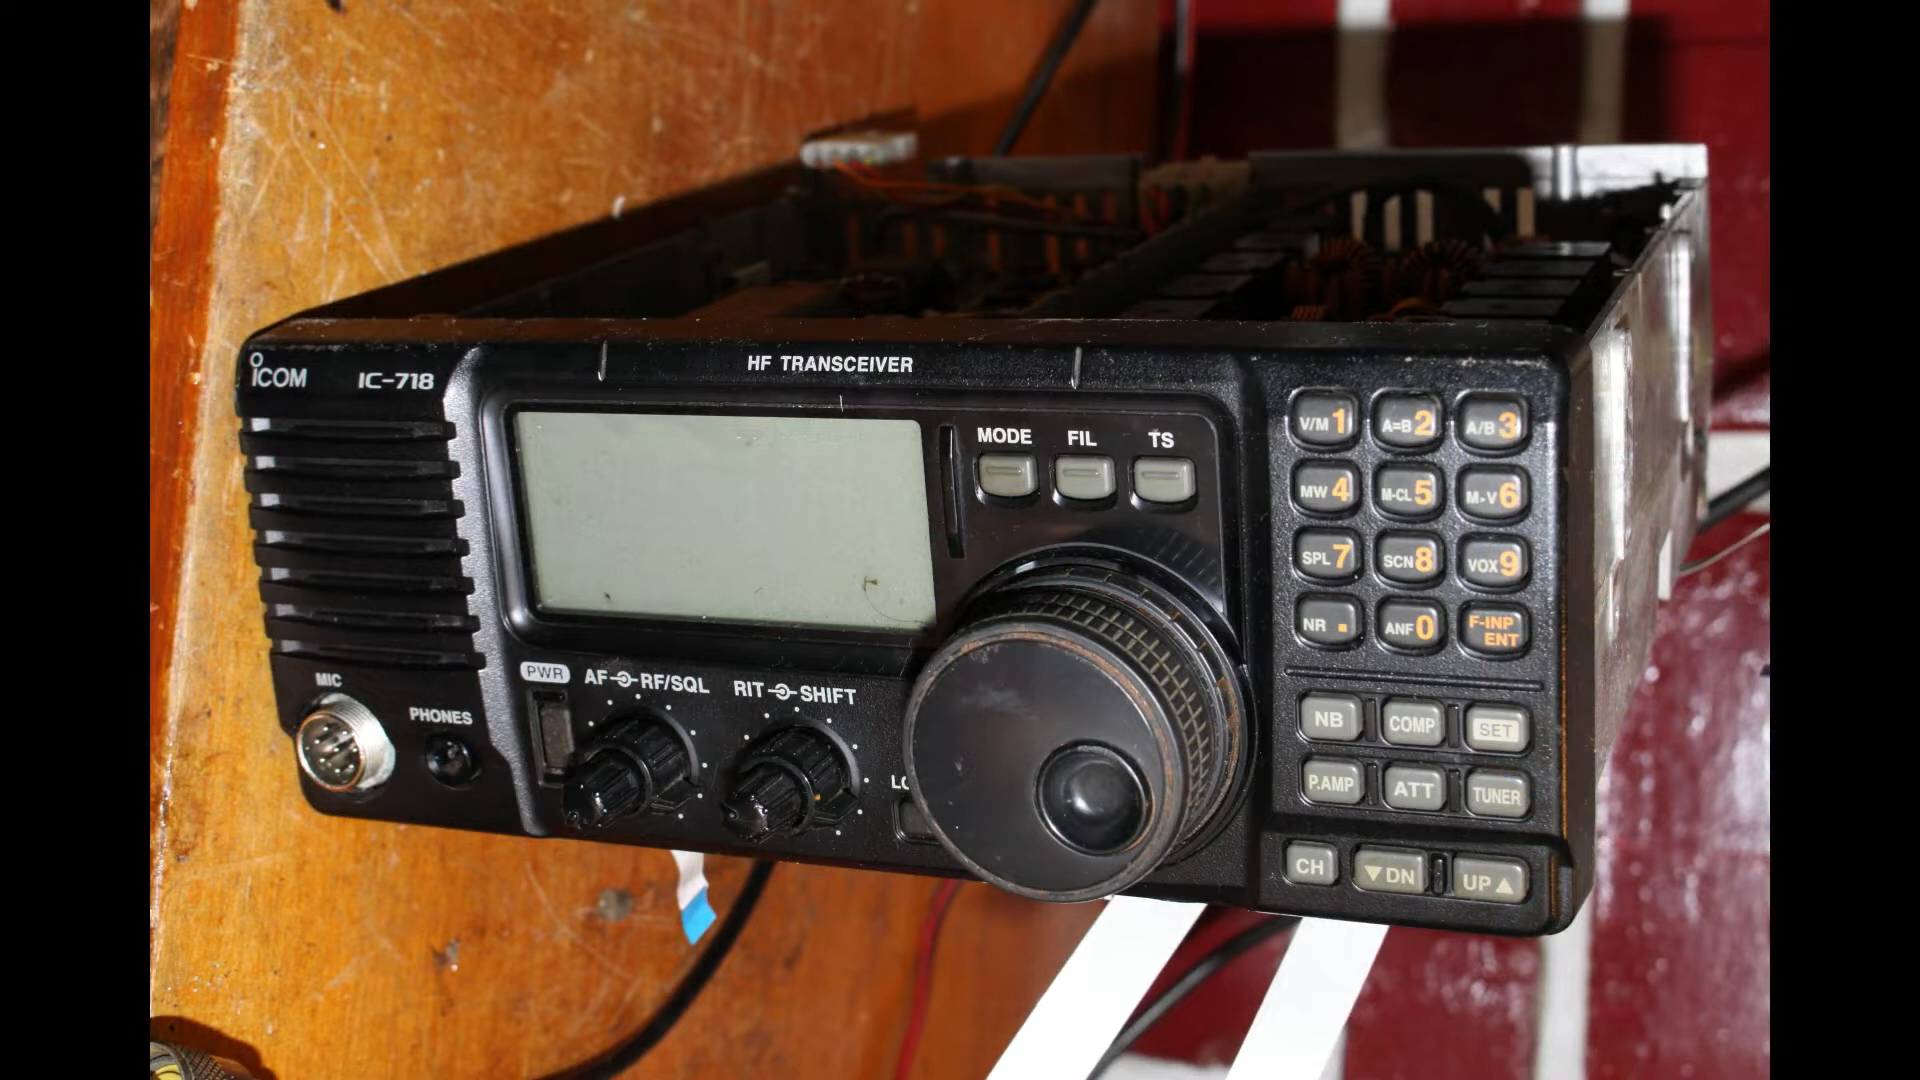 HF TRANSCEIVER
ICOM
IC-718
MODE FIL TS
V/M 1 A=B 2 A/B 3
MW 4 M-CL 5 M▸V 6
SPL 7 SCN 8 VOX 9
NR . ANF 0 F-INP ENT
MIC
PHONES
PWR AF RF/SQL RIT SHIFT
NB COMP SET
P.AMP ATT TUNER
CH ▼DN UP▲